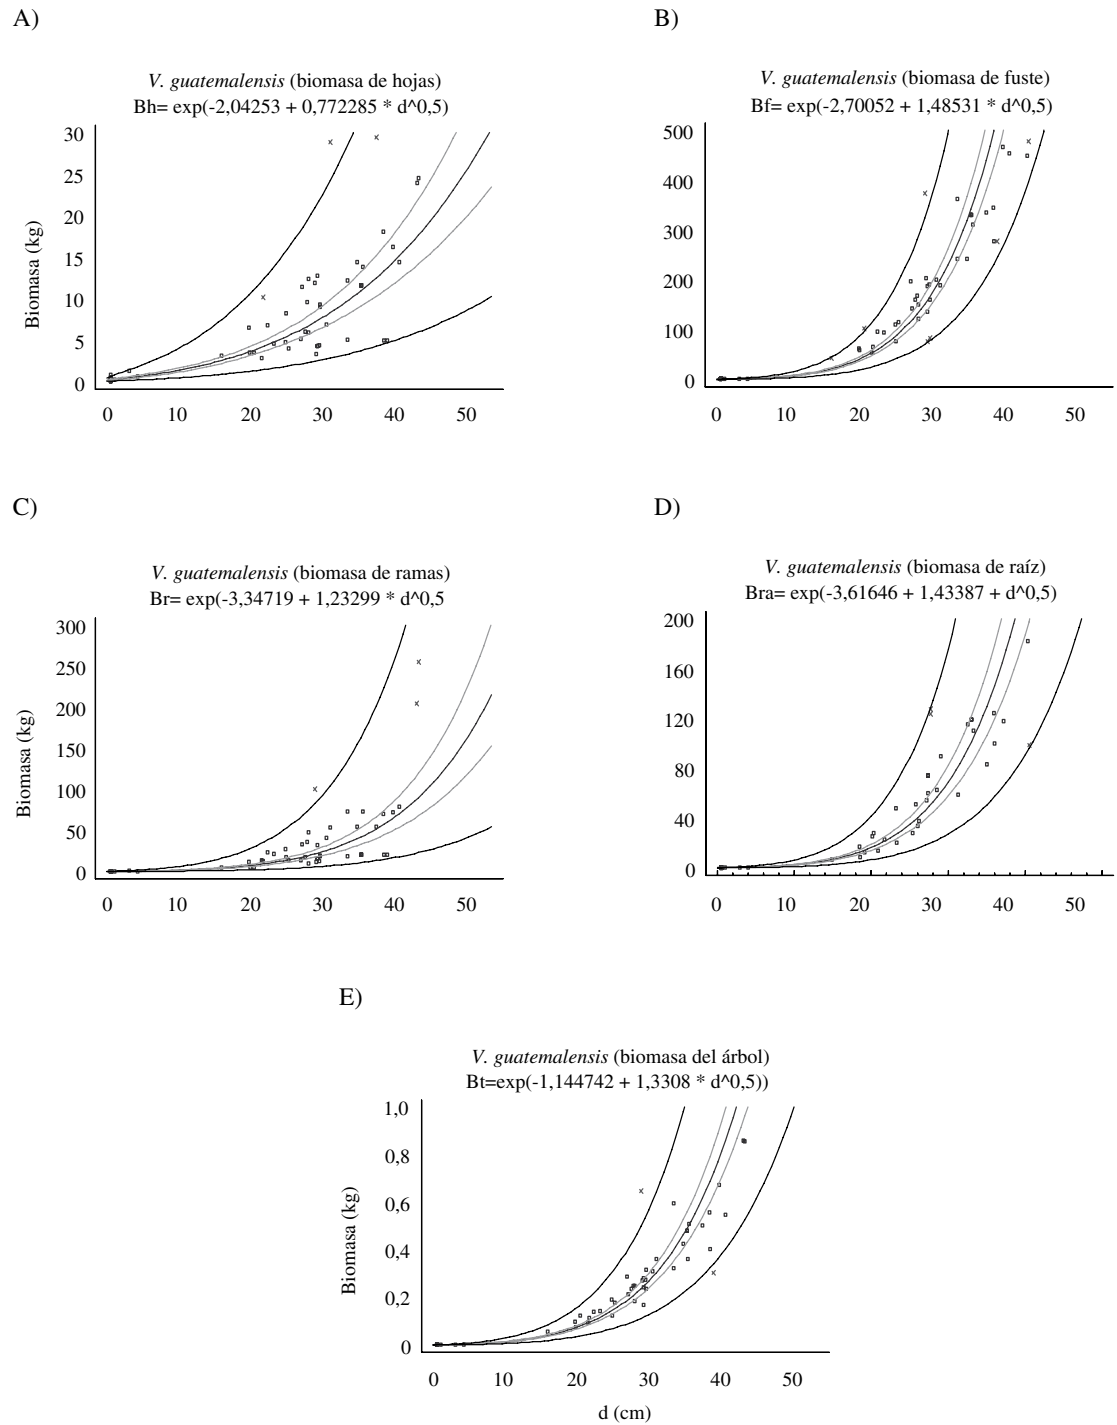 A)
V. guatemalensis (biomasa de hojas)
Bh= exp(-2,04253 + 0,772285 * d^0,5)
30
25
20
15
10
5
0
Biomasa (kg)
0 10 20 30 40 50
B)
V. guatemalensis (biomasa de fuste)
Bf= exp(-2,70052 + 1,48531 * d^0,5)
500
400
300
200
100
0
0 10 20 30 40 50
C)
V. guatemalensis (biomasa de ramas)
Br= exp(-3,34719 + 1,23299 * d^0,5
300
250
200
150
100
50
0
Biomasa (kg)
0 10 20 30 40 50
D)
V. guatemalensis (biomasa de raíz)
Bra= exp(-3,61646 + 1,43387 + d^0,5)
200
160
120
80
40
0
0 10 20 30 40 50
E)
V. guatemalensis (biomasa del árbol)
Bt=exp(-1,144742 + 1,3308 * d^0,5))
1,0
0,8
0,6
0,4
0,2
0
Biomasa (kg)
0 10 20 30 40 50
d (cm)